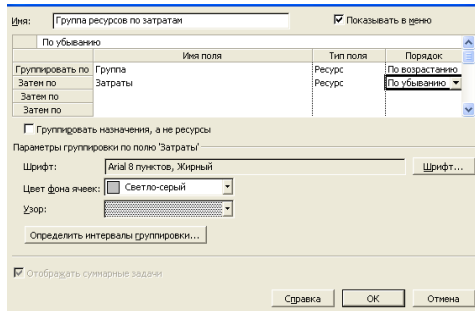 Имя: Группа ресурсов по затратам Показывать в меню
По убыванию
Имя поля Тип поля Порядок
Группировать по Группа Ресурс По возрастанию
Затем по Затраты Ресурс По убыванию
Затем по
Затем по
Группировать назначения, а не ресурсы
Параметры группировки по полю 'Затраты'
Шрифт: Arial 8 пунктов, Жирный Шрифт...
Цвет фона ячеек: Светло-серый
Узор:
Определить интервалы группировки...
Отображать суммарные задачи
Справка ОК Отмена